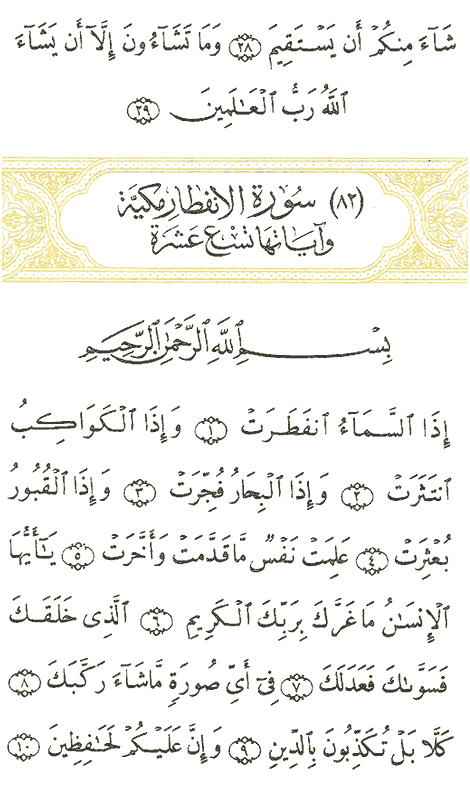 شَآءَ مِنكُمْ أَن يَسْتَقِيمَ ﴿٢٨﴾ وَمَا تَشَآءُونَ إِلَّآ أَن يَشَآءَ
ٱللَّهُ رَبُّ ٱلْعَـٰلَمِينَ ﴿٢٩﴾
(٨٢) سُورَةُ الِانفِطَارِ مَكِّيَّة
وَآيَاتُهَا تِسْعَ عَشْرَة
بِسْمِ ٱللَّهِ ٱلرَّحْمَـٰنِ ٱلرَّحِيمِ
إِذَا ٱلسَّمَآءُ ٱنفَطَرَتْ ﴿١﴾ وَإِذَا ٱلْكَوَاكِبُ
ٱنتَثَرَتْ ﴿٢﴾ وَإِذَا ٱلْبِحَارُ فُجِّرَتْ ﴿٣﴾ وَإِذَا ٱلْقُبُورُ
بُعْثِرَتْ ﴿٤﴾ عَلِمَتْ نَفْسٌ مَّا قَدَّمَتْ وَأَخَّرَتْ ﴿٥﴾ يَـٰٓأَيُّهَا
ٱلْإِنسَـٰنُ مَا غَرَّكَ بِرَبِّكَ ٱلْكَرِيمِ ﴿٦﴾ ٱلَّذِى خَلَقَكَ
فَسَوَّىٰكَ فَعَدَلَكَ ﴿٧﴾ فِىٓ أَىِّ صُورَةٍ مَّا شَآءَ رَكَّبَكَ ﴿٨﴾
كَلَّا بَلْ تُكَذِّبُونَ بِٱلدِّينِ ﴿٩﴾ وَإِنَّ عَلَيْكُمْ لَحَـٰفِظِينَ ﴿١٠﴾